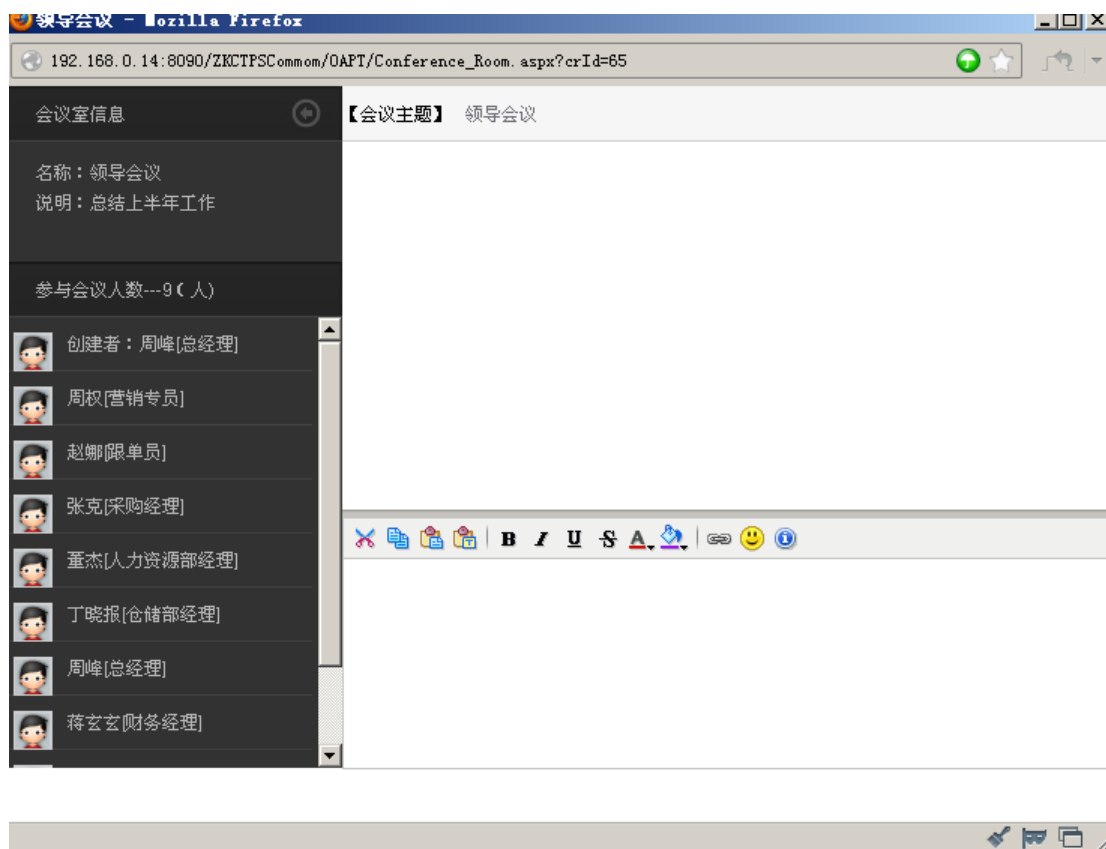 领导会议 - Mozilla Firefox
192.168.0.14:8090/ZKCTPSCommom/OAPT/Conference_Room.aspx?crId=65
会议室信息
【会议主题】 领导会议
名称：领导会议
说明：总结上半年工作
参与会议人数---9( 人)
创建者：周峰[总经理]
周权[营销专员]
赵娜[跟单员]
张克[采购经理]
董杰[人力资源部经理]
丁晓报[仓储部经理]
周峰[总经理]
蒋玄玄[财务经理]
B I U S A